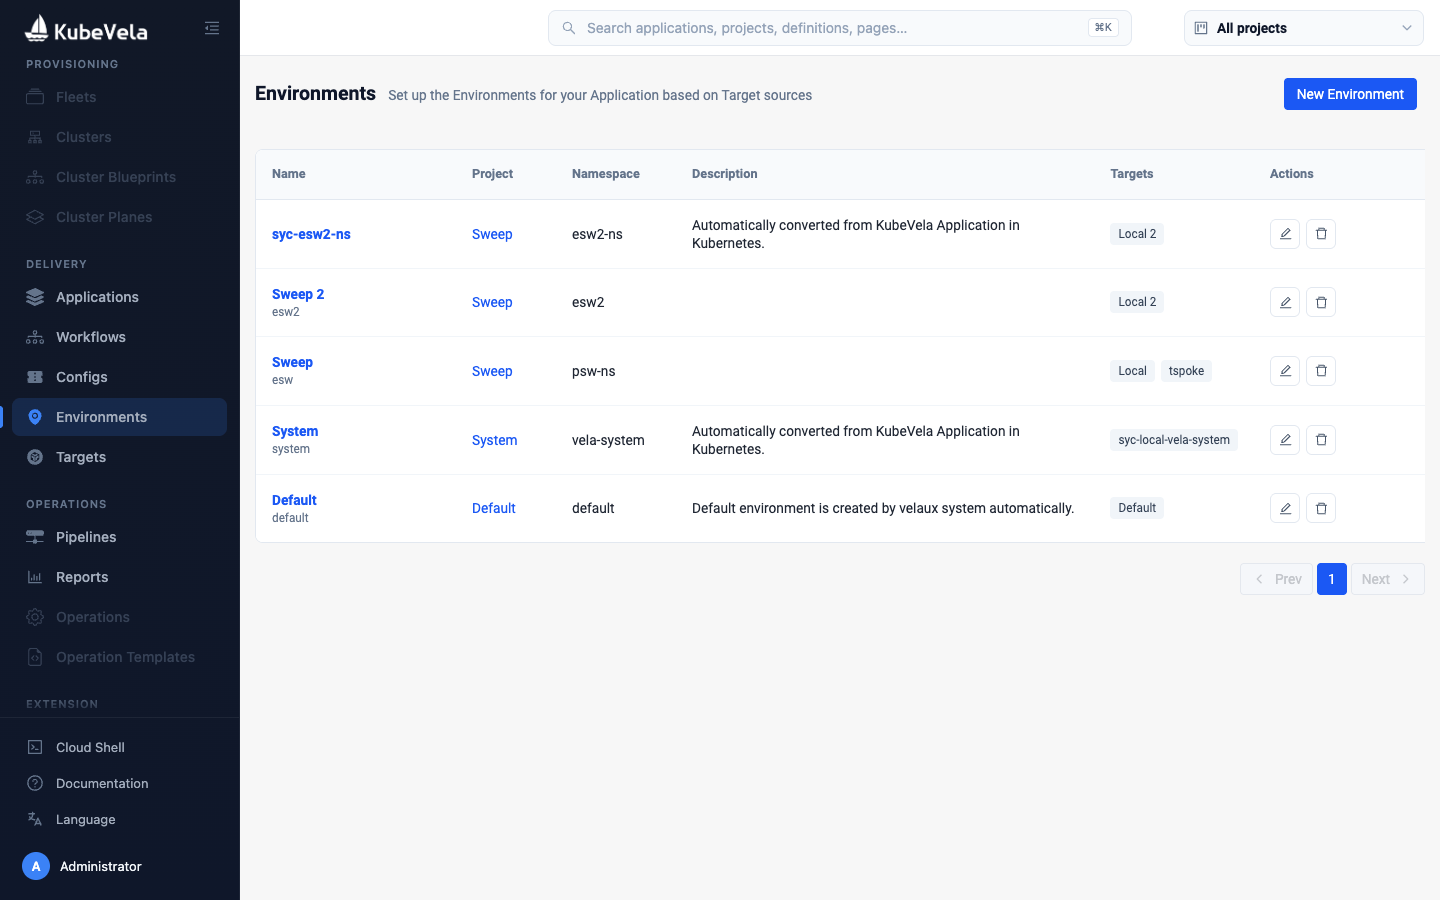 KubeVela
Search applications, projects, definitions, pages...
⌘K
All projects
PROVISIONING
Fleets
Clusters
Cluster Blueprints
Cluster Planes
DELIVERY
Applications
Workflows
Configs
Environments
Targets
OPERATIONS
Pipelines
Reports
Operations
Operation Templates
EXTENSION
Cloud Shell
Documentation
Language
A
Administrator
Environments
Set up the Environments for your Application based on Target sources
New Environment
Name Project Namespace Description Targets Actions
syc-esw2-ns Sweep esw2-ns Automatically converted from KubeVela Application in Local 2
Kubernetes.
Sweep 2 Sweep esw2 Local 2
esw2
Sweep Sweep psw-ns Local tspoke
esw
System System vela-system Automatically converted from KubeVela Application in syc-local-vela-system
system Kubernetes.
Default Default default Default environment is created by velaux system automatically. Default
default
Prev 1 Next